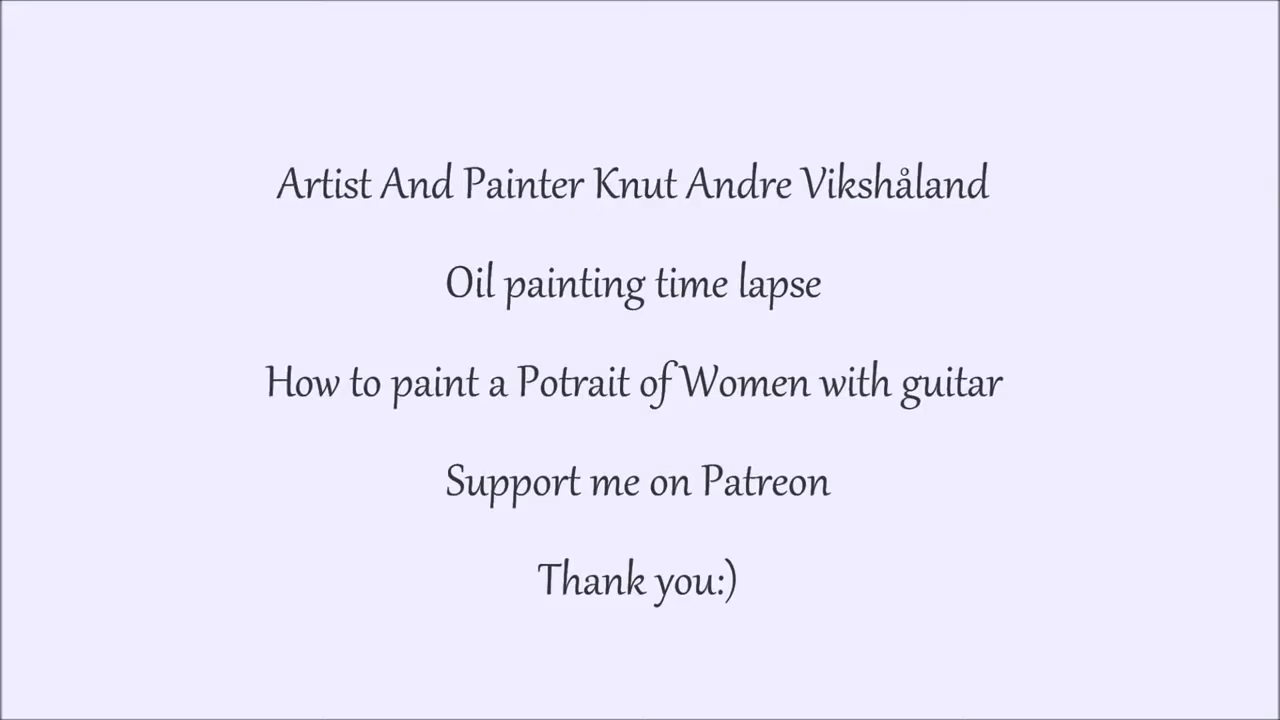 Artist And Painter Knut Andre Vikshåland
Oil painting time lapse
How to paint a Potrait of Women with guitar
Support me on Patreon
Thank you:)